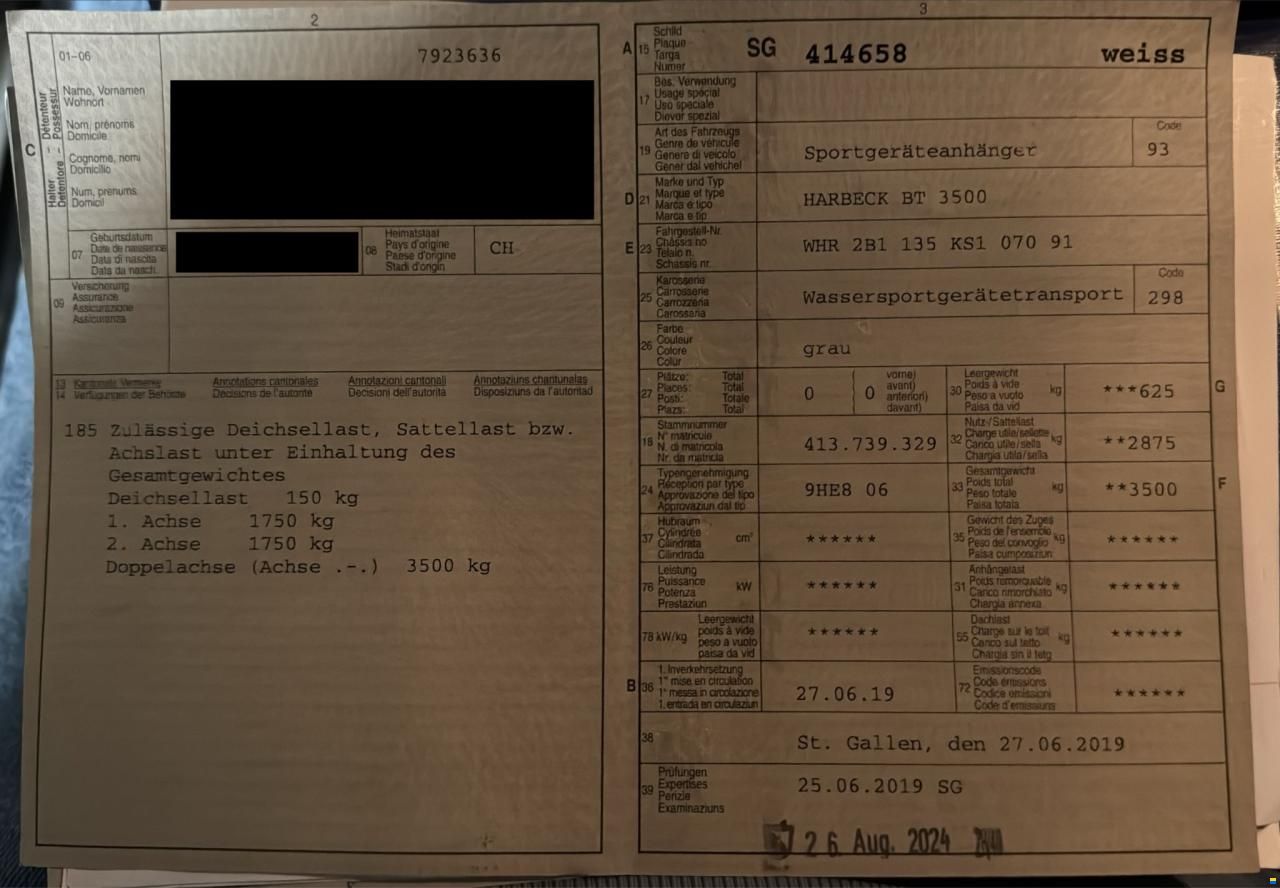 2
01-06
7923636
C
Halter Détenteur
Detentore Possessur
Name, Vornamen
Wohnort
Nom, prénoms
Domicile
Cognome, nomi
Domicilio
Num, prenums
Domicil
07
Geburtsdatum
Date de naissance
Data di nascita
Data da nasch.
08
Heimatstaat
Pays d'origine
Paese d'origine
Stadi d'origin
CH
09
Versicherung
Assurance
Assicurazione
Assicuranza
13 Kantonale Vermerke
14 Verfügungen der Behörde
Annotations cantonales
Décisions de l'autorité
Annotazioni cantonali
Decisioni dell'autorità
Annotaziuns chantunalas
Disposiziuns da l'autoritad
185 Zulässige Deichsellast, Sattellast bzw.
Achslast unter Einhaltung des
Gesamtgewichtes
Deichsellast 150 kg
1. Achse 1750 kg
2. Achse 1750 kg
Doppelachse (Achse .-.) 3500 kg
3
A 15
Schild
Plaque
Targa
Numer
SG 414658 weiss
17
Bes. Verwendung
Usage spécial
Uso speciale
Diever spezial
19
Art des Fahrzeugs
Genre de véhicule
Genere di veicolo
Gener dal vehichel
Sportgeräteanhänger
Code
93
D 21
Marke und Typ
Marque et type
Marca e tipo
Marca e tip
HARBECK BT 3500
E 23
Fahrgestell-Nr.
Châssis no
Telaio n.
Schassis nr.
WHR 2B1 135 KS1 070 91
25
Karosserie
Carrosserie
Carrozzeria
Carossaria
Wassersportgerätetransport
Code
298
26
Farbe
Couleur
Colore
Colur
grau
27
Plätze: Total
Places: Total
Posti: Totale
Plazs: Total
0
0
vorne)
avant)
anteriori)
davant)
30
Leergewicht
Poids à vide
Peso a vuoto
Paisa da vid
kg
***625
G
18
Stammnummer
N° matricule
N. di matricola
Nr. da matricla
413.739.329
32
Nutz-/Sattellast
Charge utile/sellette
Carico utile/sella
Chargia utila/sella
kg
**2875
24
Typengenehmigung
Réception par type
Approvazione del tipo
Approvaziun dal tip
9HE8 06
33
Gesamtgewicht
Poids total
Peso totale
Paisa totala
kg
**3500
F
37
Hubraum
Cylindrée
Cilindrata
Cilindrada
cm³
******
35
Gewicht des Zuges
Poids de l'ensemble
Peso del convoglio
Paisa cumposiziun
kg
******
76
Leistung
Puissance
Potenza
Prestaziun
kW
******
31
Anhängelast
Poids remorquable
Carico rimorchiato
Chargia annexa
kg
******
78 kW/kg
Leergewicht
poids à vide
peso a vuoto
paisa da vid
******
55
Dachlast
Charge sur le toit
Carico sul tetto
Chargia sin il tetg
kg
******
B 36
1. Inverkehrsetzung
1re mise en circulation
1a messa in circolazione
1. entrada en circulaziun
27.06.19
72
Emissionscode
Code émissions
Codice emissioni
Code d'emissiuns
******
38
St. Gallen, den 27.06.2019
39
Prüfungen
Expertises
Perizie
Examinaziuns
25.06.2019 SG
26. Aug. 2024